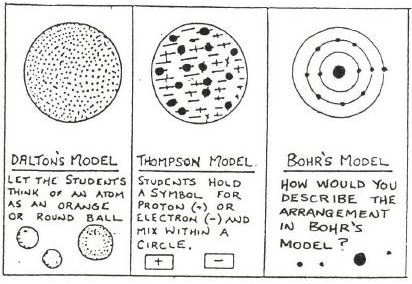 DALTON'S MODEL
LET THE STUDENTS
THINK OF AN ATOM
AS AN ORANGE
OR ROUND BALL
THOMPSON MODEL.
STUDENTS HOLD
A SYMBOL FOR
PROTON (+) OR
ELECTRON (-) AND
MIX WITHIN A
CIRCLE.
+ -
BOHR'S MODEL
HOW WOULD YOU
DESCRIBE THE
ARRANGEMENT
IN BOHR'S
MODEL?